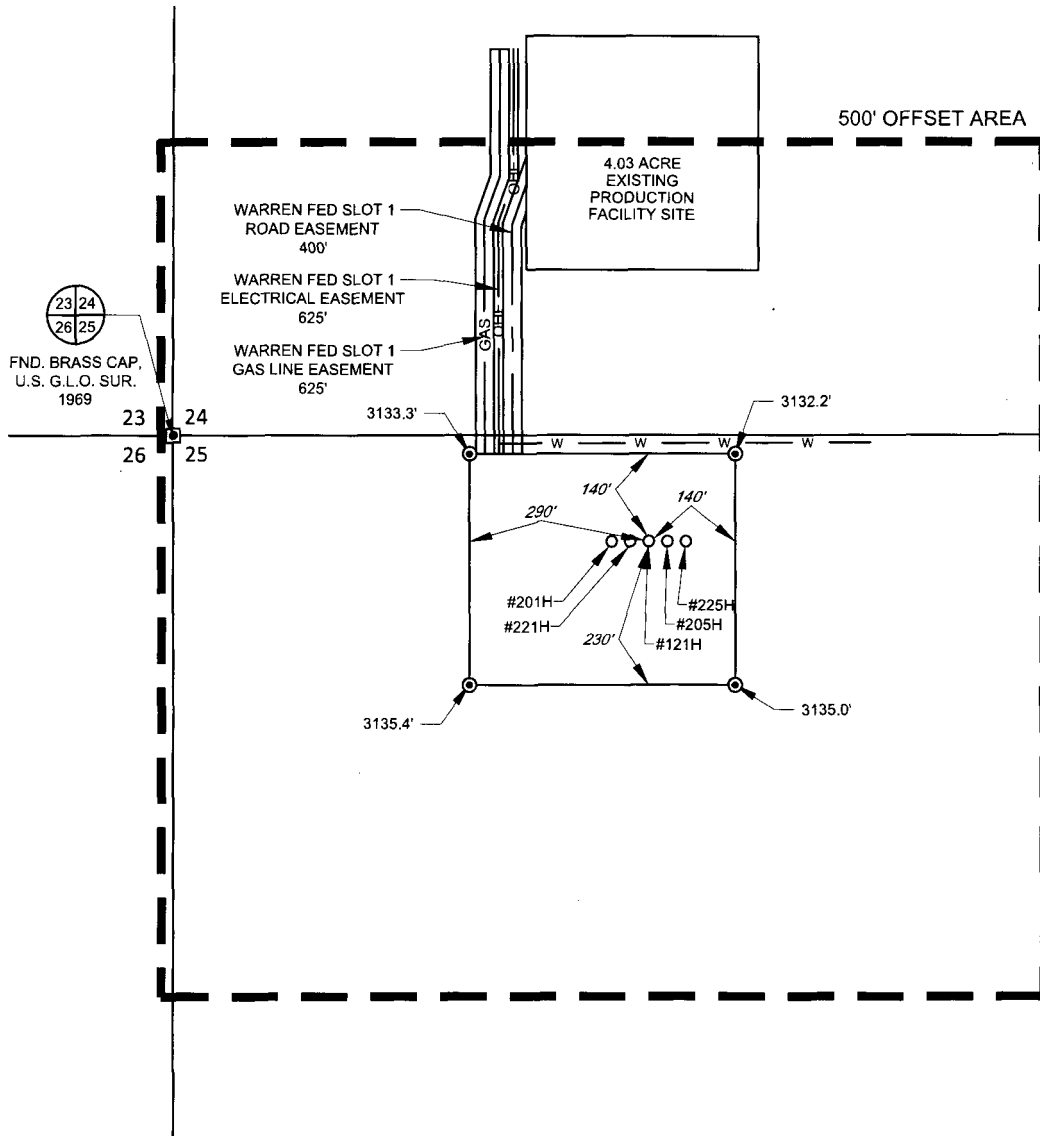 500' OFFSET AREA
4.03 ACRE
EXISTING
PRODUCTION
FACILITY SITE
WARREN FED SLOT 1
ROAD EASEMENT
400'
WARREN FED SLOT 1
ELECTRICAL EASEMENT
625'
WARREN FED SLOT 1
GAS LINE EASEMENT
625'
OHE
OHE
GAS
23 24
26 25
FND. BRASS CAP,
U.S. G.L.O. SUR.
1969
23 24
26 25
3133.3'
3132.2'
W W W W
140'
290'
140'
#201H
#221H
#225H
#205H
#121H
230'
3135.4'
3135.0'